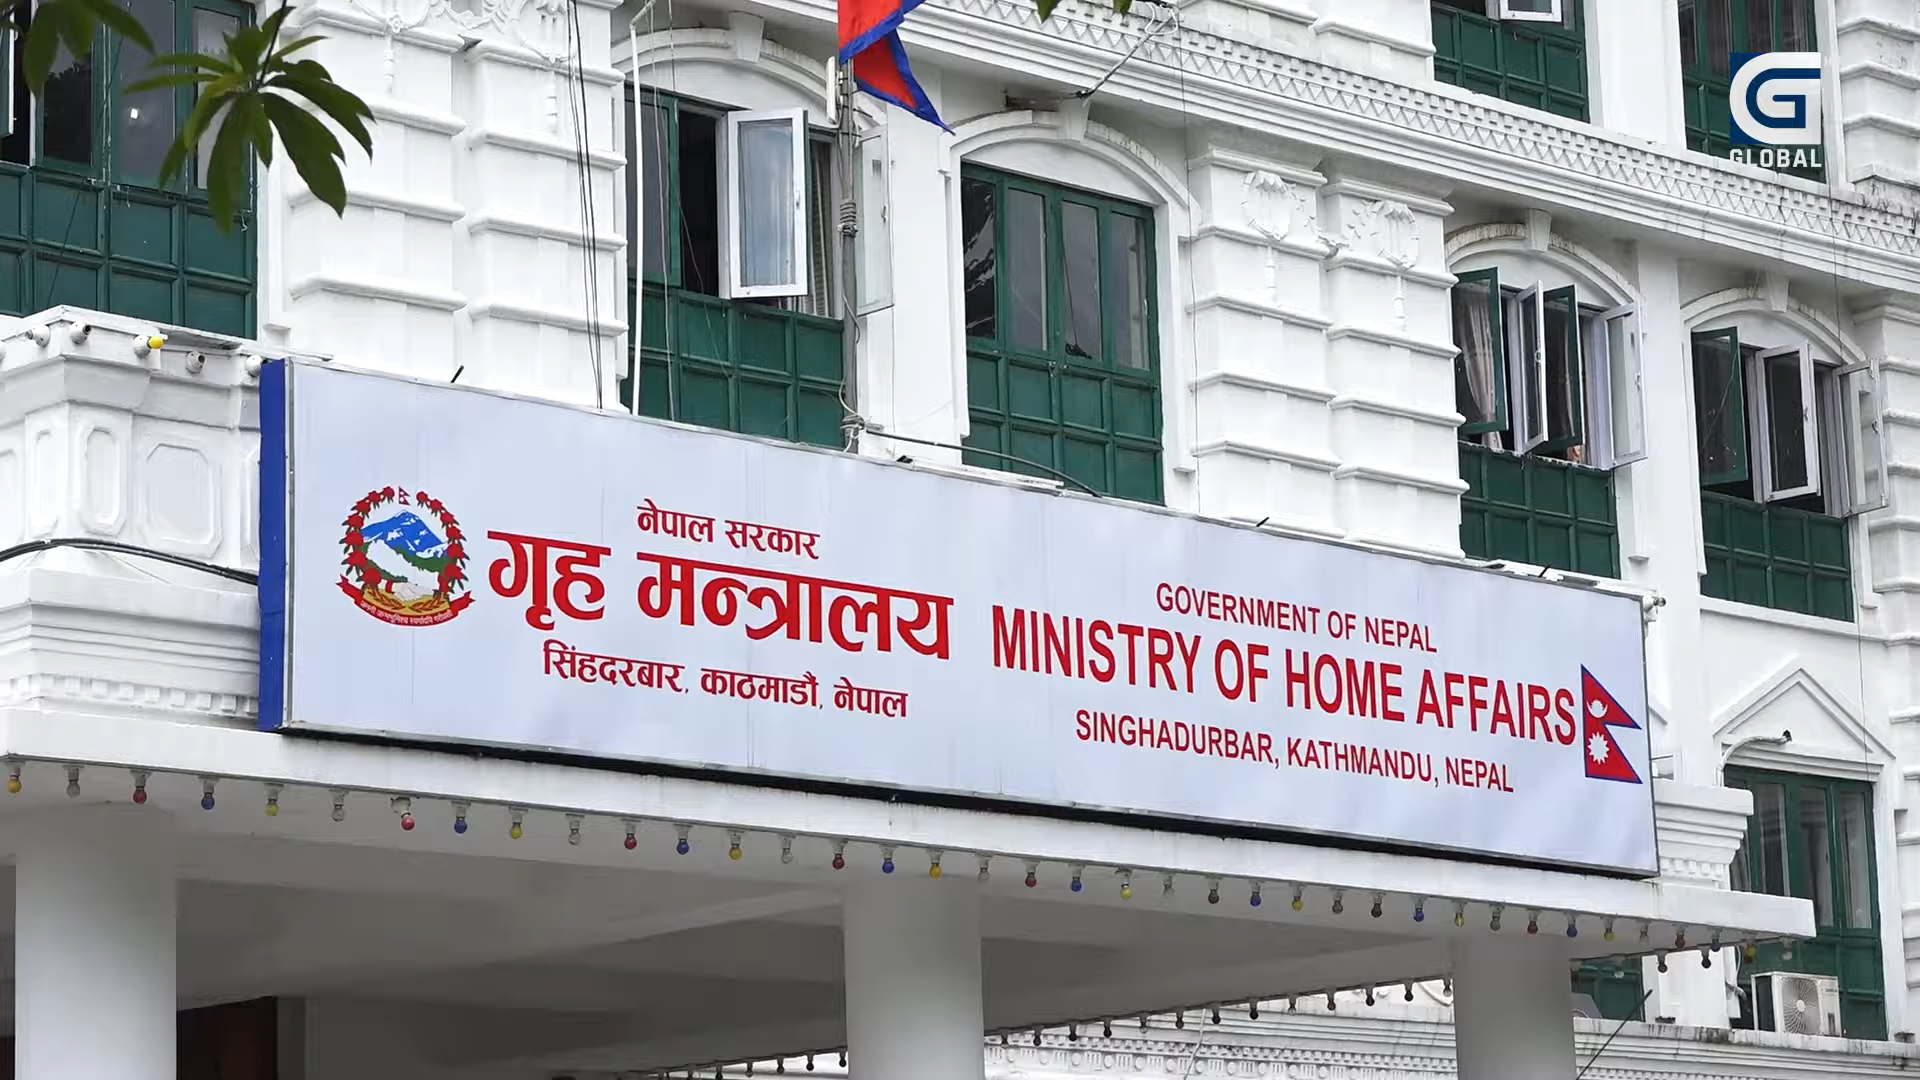 GLOBAL
नेपाल सरकार
गृह मन्त्रालय
सिंहदरबार, काठमाडौं, नेपाल
GOVERNMENT OF NEPAL
MINISTRY OF HOME AFFAIRS
SINGHADURBAR, KATHMANDU, NEPAL